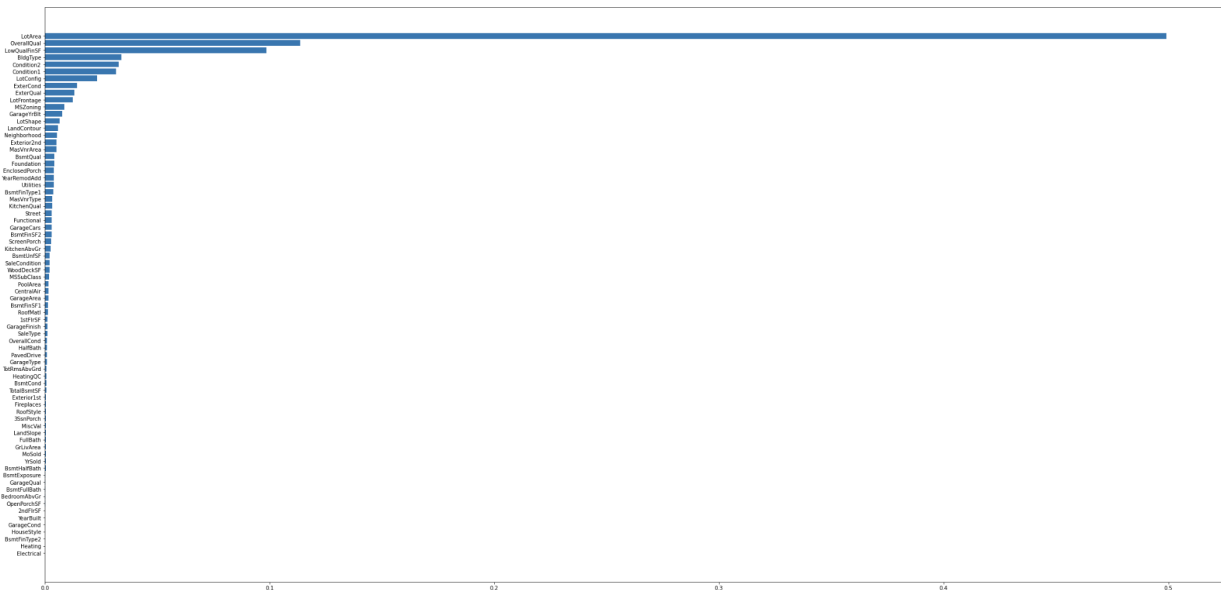 LotArea
OverallQual
LowQualFinSF
BldgType
Condition2
Condition1
LotConfig
ExterCond
ExterQual
LotFrontage
MSZoning
GarageYrBlt
LotShape
LandContour
Neighborhood
Exterior2nd
MasVnrArea
BsmtQual
Foundation
EnclosedPorch
YearRemodAdd
Utilities
BsmtFinType1
MasVnrType
KitchenQual
Street
Functional
GarageCars
BsmtFinSF2
ScreenPorch
KitchenAbvGr
BsmtUnfSF
SaleCondition
WoodDeckSF
MSSubClass
PoolArea
CentralAir
GarageArea
BsmtFinSF1
RoofMatl
1stFlrSF
GarageFinish
SaleType
OverallCond
HalfBath
PavedDrive
GarageType
TotRmsAbvGrd
HeatingQC
BsmtCond
TotalBsmtSF
Exterior1st
Fireplaces
RoofStyle
3SsnPorch
MiscVal
LandSlope
FullBath
GrLivArea
MoSold
YrSold
BsmtHalfBath
BsmtExposure
GarageQual
BsmtFullBath
BedroomAbvGr
OpenPorchSF
2ndFlrSF
YearBuilt
GarageCond
HouseStyle
BsmtFinType2
Heating
Electrical
0.0 0.1 0.2 0.3 0.4 0.5